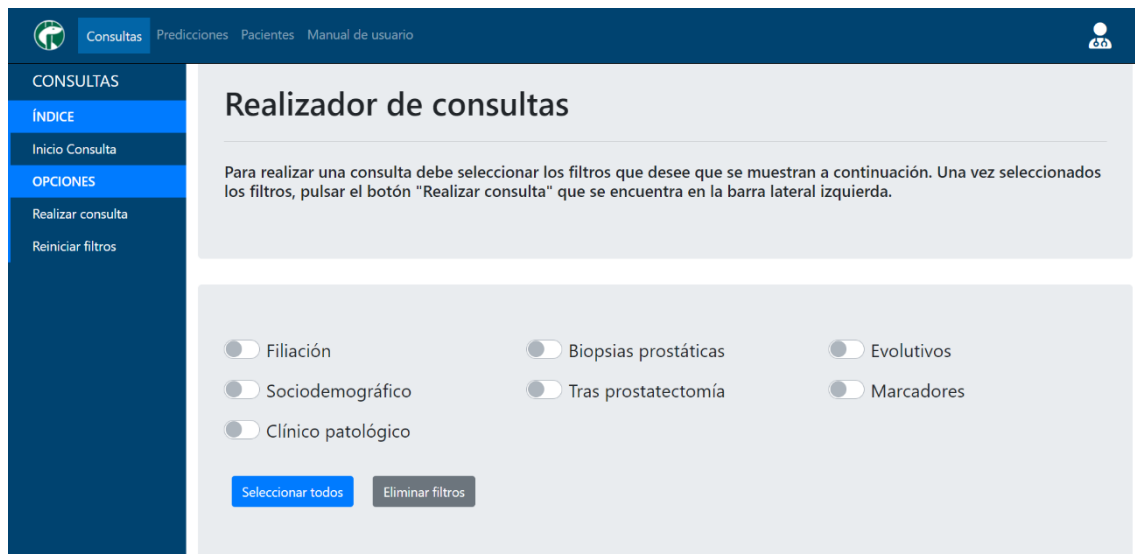 Consultas Predicciones Pacientes Manual de usuario
CONSULTAS
ÍNDICE
Inicio Consulta
OPCIONES
Realizar consulta
Reiniciar filtros
Realizador de consultas
Para realizar una consulta debe seleccionar los filtros que desee que se muestran a continuación. Una vez seleccionados
los filtros, pulsar el botón "Realizar consulta" que se encuentra en la barra lateral izquierda.
Filiación
Biopsias prostáticas
Evolutivos
Sociodemográfico
Tras prostatectomía
Marcadores
Clínico patológico
Seleccionar todos
Eliminar filtros